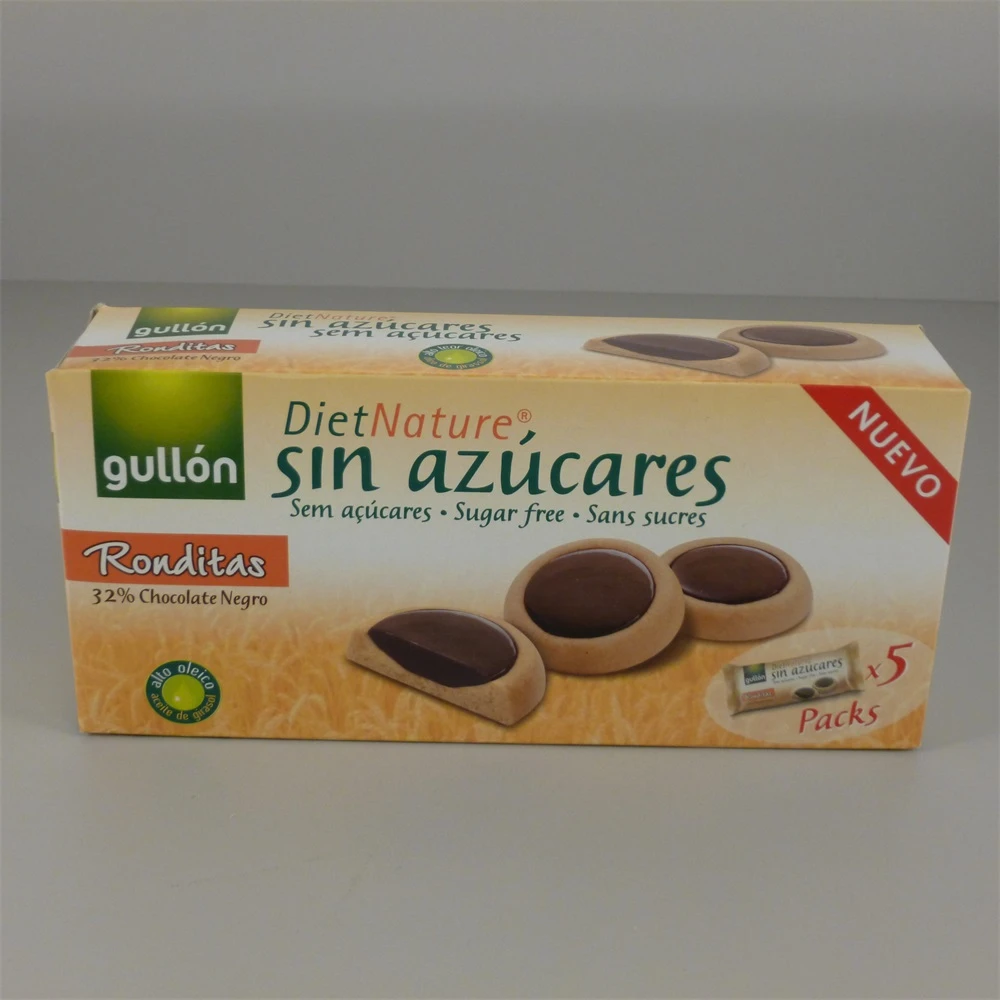 gullón
DietNature
sin azúcares
sem açúcares
Ronditas
32% Chocolate Negro
gullón
DietNature®
sin azúcares
Sem açúcares • Sugar free • Sans sucres
NUEVO
Ronditas
32% Chocolate Negro
alto oleico
aceite de girasol
gullón
sin azúcares
x5
Packs